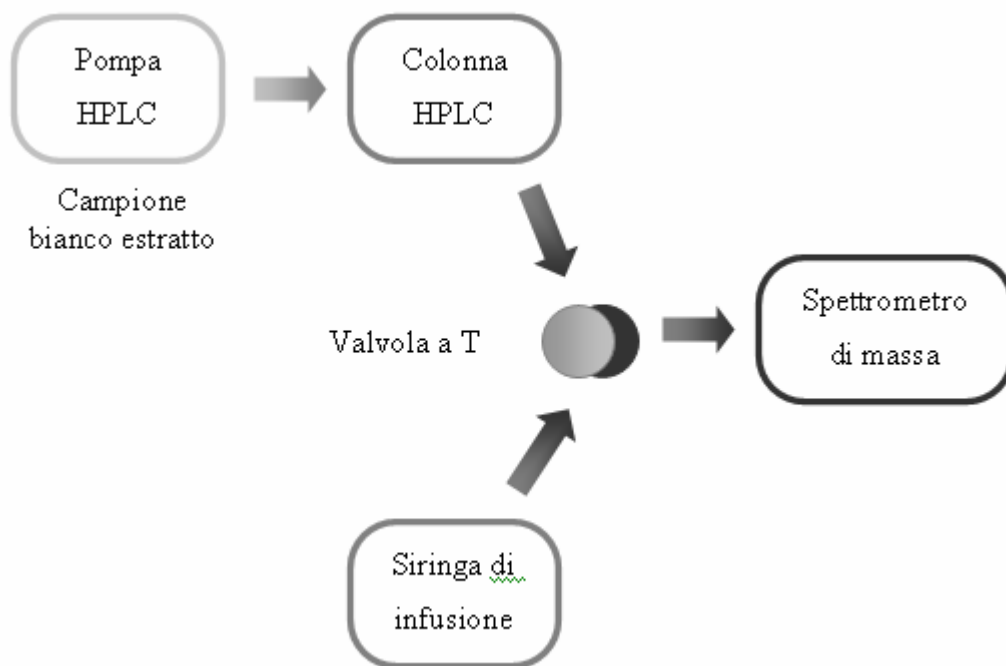 Pompa
HPLC
Colonna
HPLC
Campione
bianco estratto
Valvola a T
Spettrometro
di massa
Siringa di
infusione